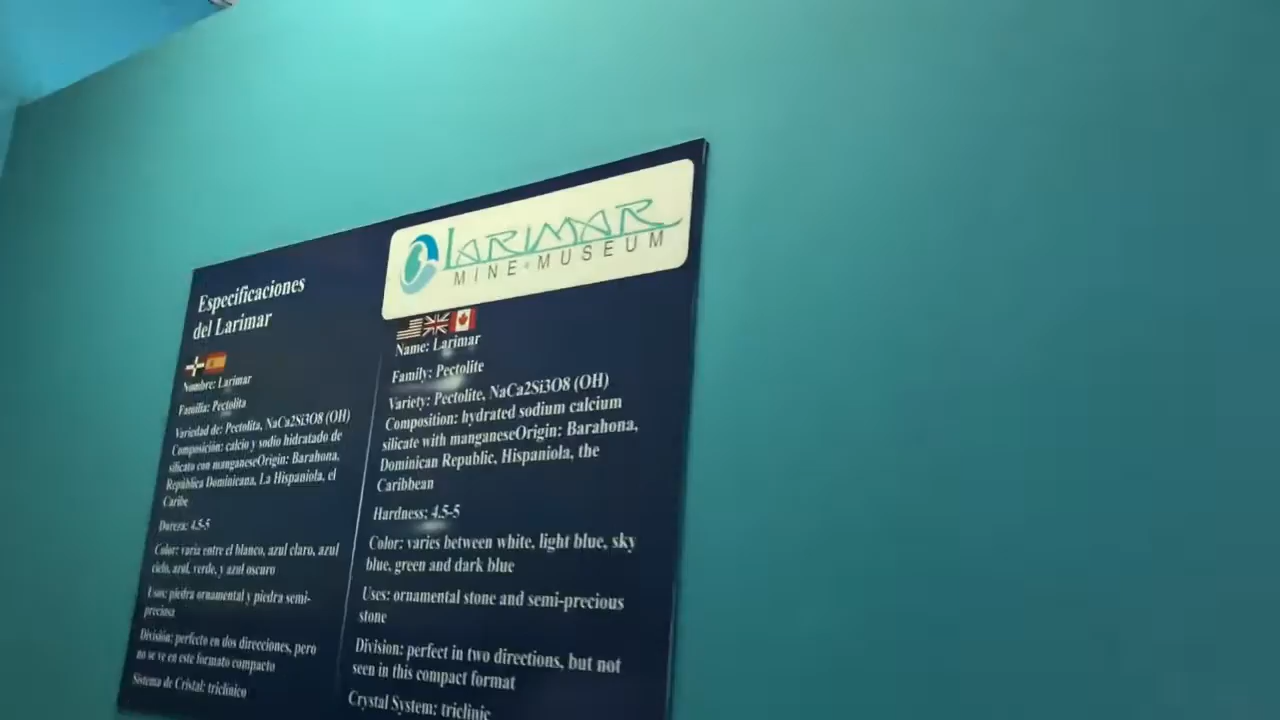 LARIMAR
MINE MUSEUM
Especificaciones
del Larimar
Nombre: Larimar
Familia: Pectolita
Variedad de: Pectolita, NaCa2Si3O8 (OH)
Composición: calcio y sodio hidratado de
silicato con manganeseOrigin: Barahona,
República Dominicana, La Hispaniola, el
Caribe
Dureza: 4.5-5
Color: varia entre el blanco, azul claro, azul
cielo, azul, verde, y azul oscuro
Usos: piedra ornamental y piedra semi-
preciosa
División: perfecto en dos direcciones, pero
no se ve en este formato compacto
Sistema de Cristal: triclínico
Name: Larimar
Family: Pectolite
Variety: Pectolite, NaCa2Si3O8 (OH)
Composition: hydrated sodium calcium
silicate with manganeseOrigin: Barahona,
Dominican Republic, Hispaniola, the
Caribbean
Hardness: 4.5-5
Color: varies between white, light blue, sky
blue, green and dark blue
Uses: ornamental stone and semi-precious
stone
Division: perfect in two directions, but not
seen in this compact format
Crystal System: triclinic